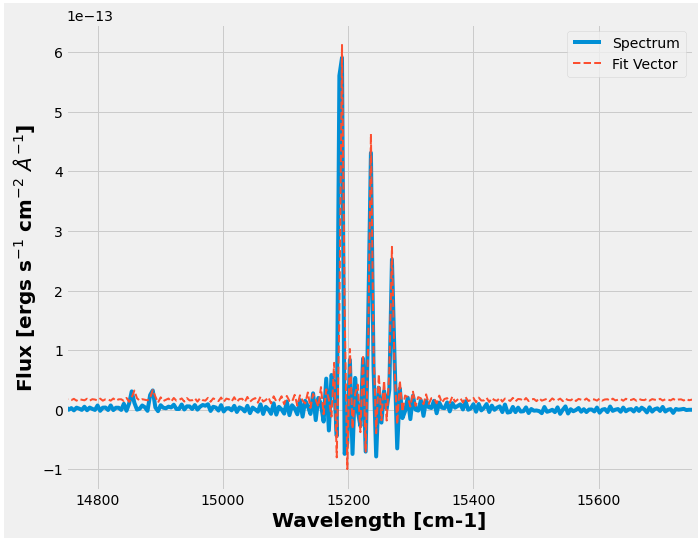 1e−13
Spectrum
Fit Vector
6
5
4
3
2
1
0
−1
Flux [ergs s⁻¹ cm⁻² Å⁻¹]
14800 15000 15200 15400 15600
Wavelength [cm-1]